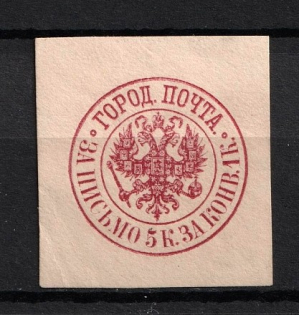 ГОРОД. ПОЧТА.
ЗА ПИСЬМО 5 К. ЗА КОНВ. 1 К.